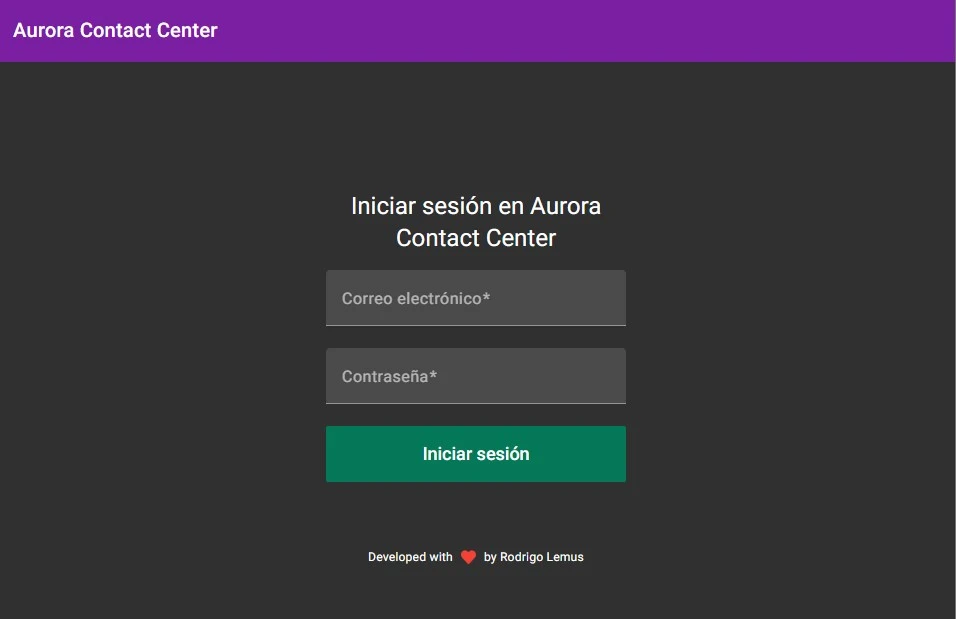 Aurora Contact Center
Iniciar sesión en Aurora
Contact Center
Correo electrónico*
Contraseña*
Iniciar sesión
Developed with ❤ by Rodrigo Lemus